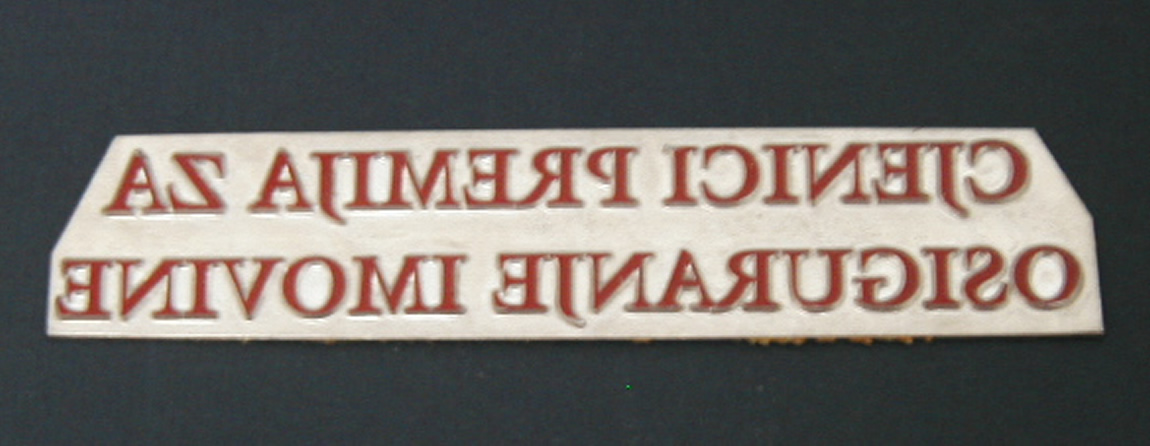 CJENICI PREMIJA ZA
OSIGURANJE IMOVINE